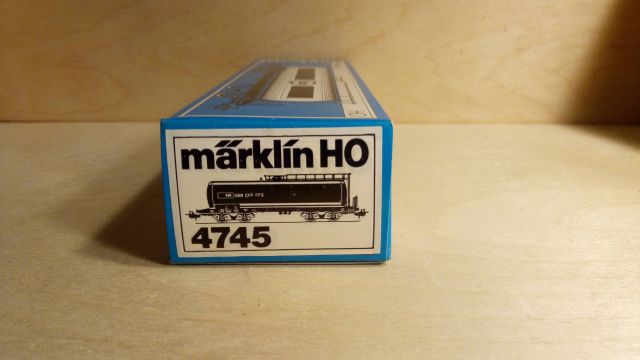 märklin HO
SBB CFF FFS
4745